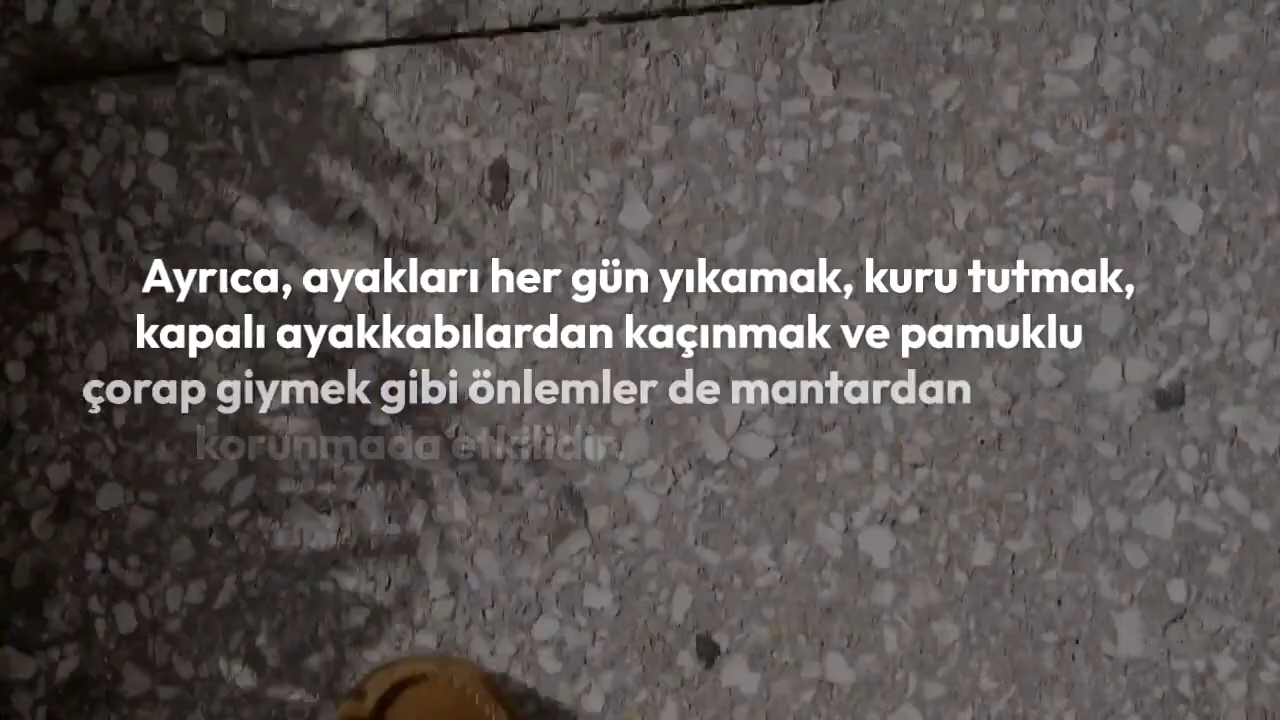 Ayrıca, ayakları her gün yıkamak, kuru tutmak,
kapalı ayakkabılardan kaçınmak ve pamuklu
çorap giymek gibi önlemler de mantardan
korunmada etkilidir.